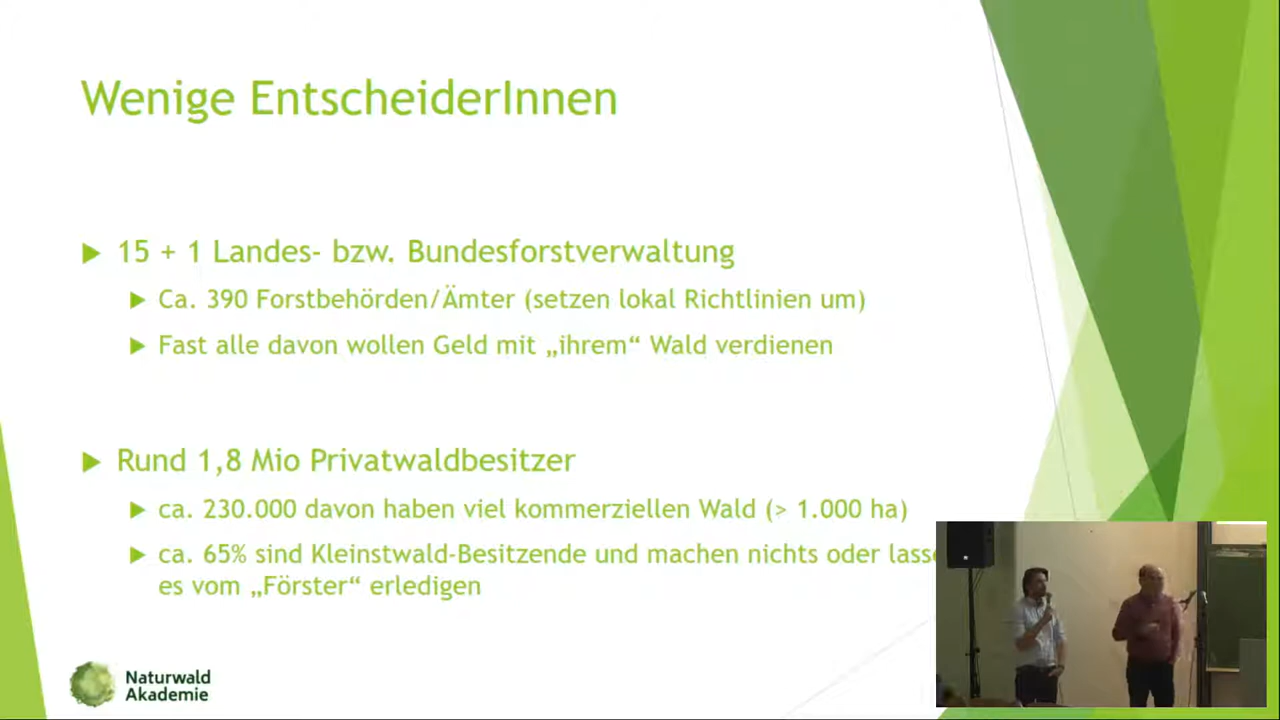 Wenige EntscheiderInnen
15 + 1 Landes- bzw. Bundesforstverwaltung
Ca. 390 Forstbehörden/Ämter (setzen lokal Richtlinien um)
Fast alle davon wollen Geld mit „ihrem“ Wald verdienen
Rund 1,8 Mio Privatwaldbesitzer
ca. 230.000 davon haben viel kommerziellen Wald (> 1.000 ha)
ca. 65% sind Kleinstwald-Besitzende und machen nichts oder lasse
es vom „Förster“ erledigen
Naturwald
Akademie